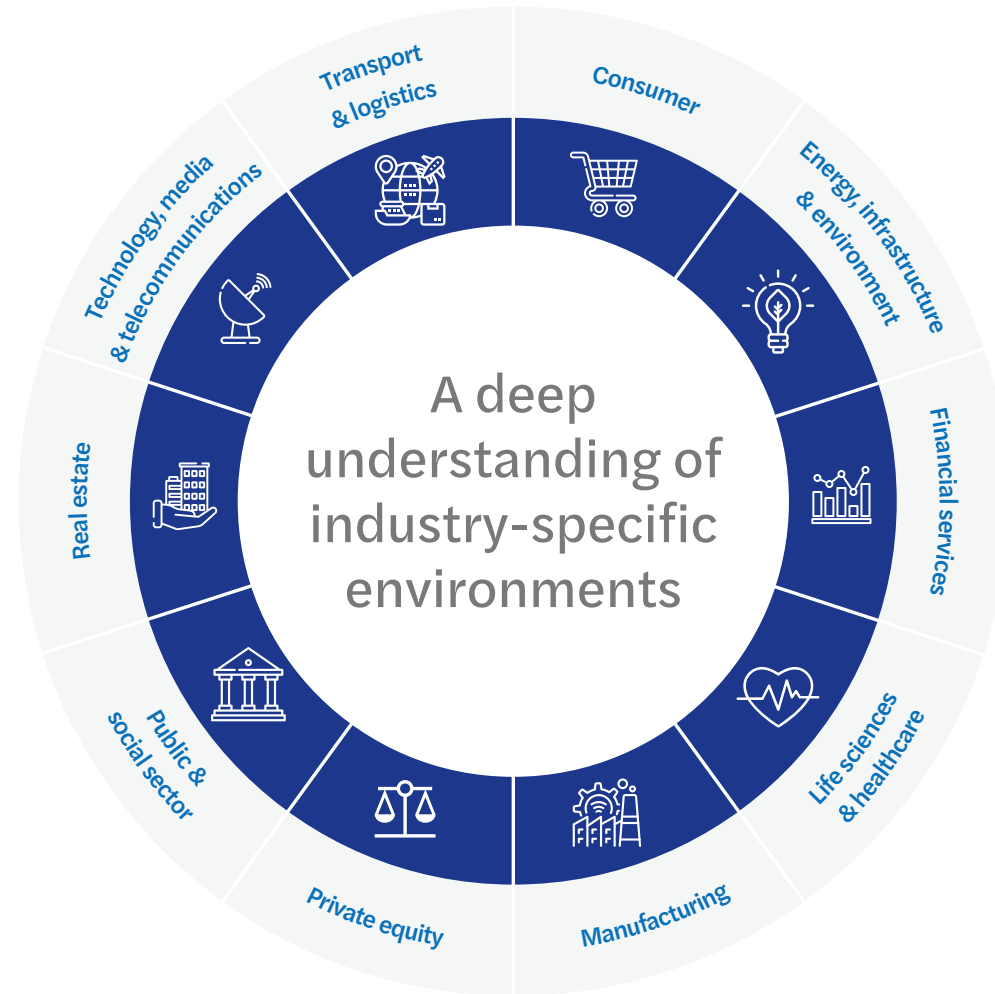 A deep
understanding of
industry-specific
environments
Consumer
Energy, infrastructure
& environment
Financial services
Life sciences
& healthcare
Manufacturing
Private equity
Public &
social sector
Real estate
Technology, media
& telecommunications
Transport
& logistics